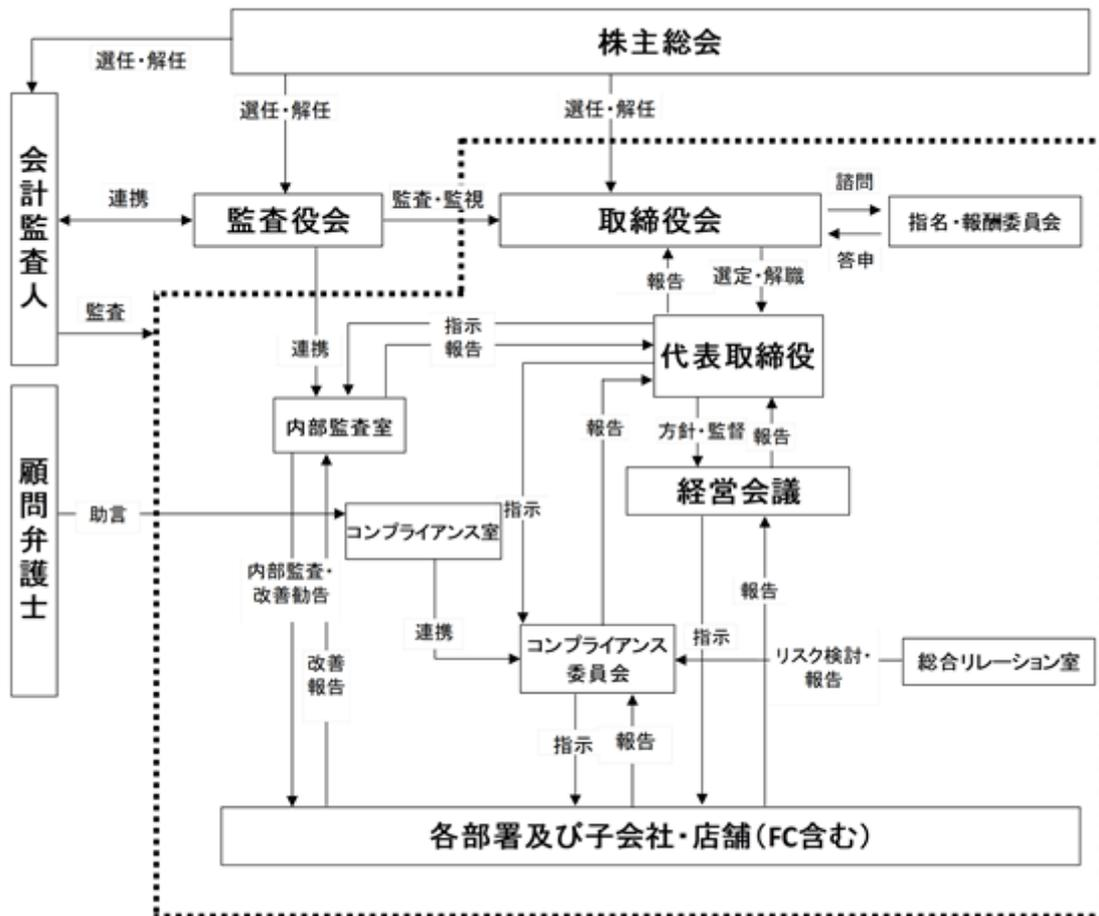 株主総会
選任・解任
選任・解任
選任・解任
会計監査人
連携
監査役会
監査・監視
取締役会
諮問
答申
指名・報酬委員会
報告
選定・解職
監査
連携
指示
報告
代表取締役
内部監査室
報告
方針・監督
報告
経営会議
顧問弁護士
助言
コンプライアンス室
指示
内部監査・
改善勧告
報告
連携
コンプライアンス
委員会
指示
リスク検討・
報告
総合リレーション室
改善
報告
指示
報告
各部署及び子会社・店舗(FC含む)